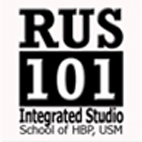 RUS
101
Integrated Studio
School of HBP, USM